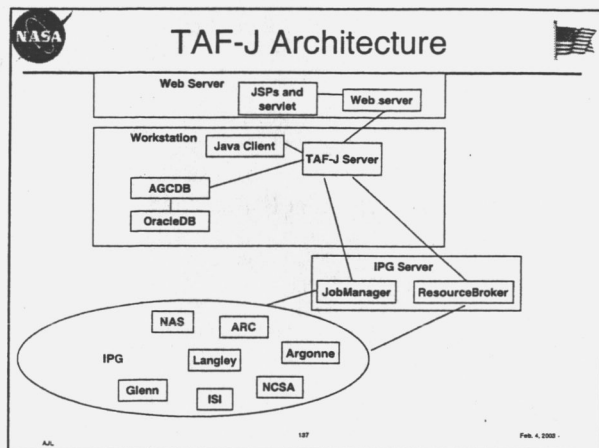 NASA
TAF-J Architecture
Web Server
JSPs and
servlet
Web server
Workstation
Java Client
TAF-J Server
AGCDB
OracleDB
IPG Server
JobManager
ResourceBroker
NAS
ARC
IPG
Langley
Argonne
Glenn
ISI
NCSA
AJL
137
Feb. 4, 2002